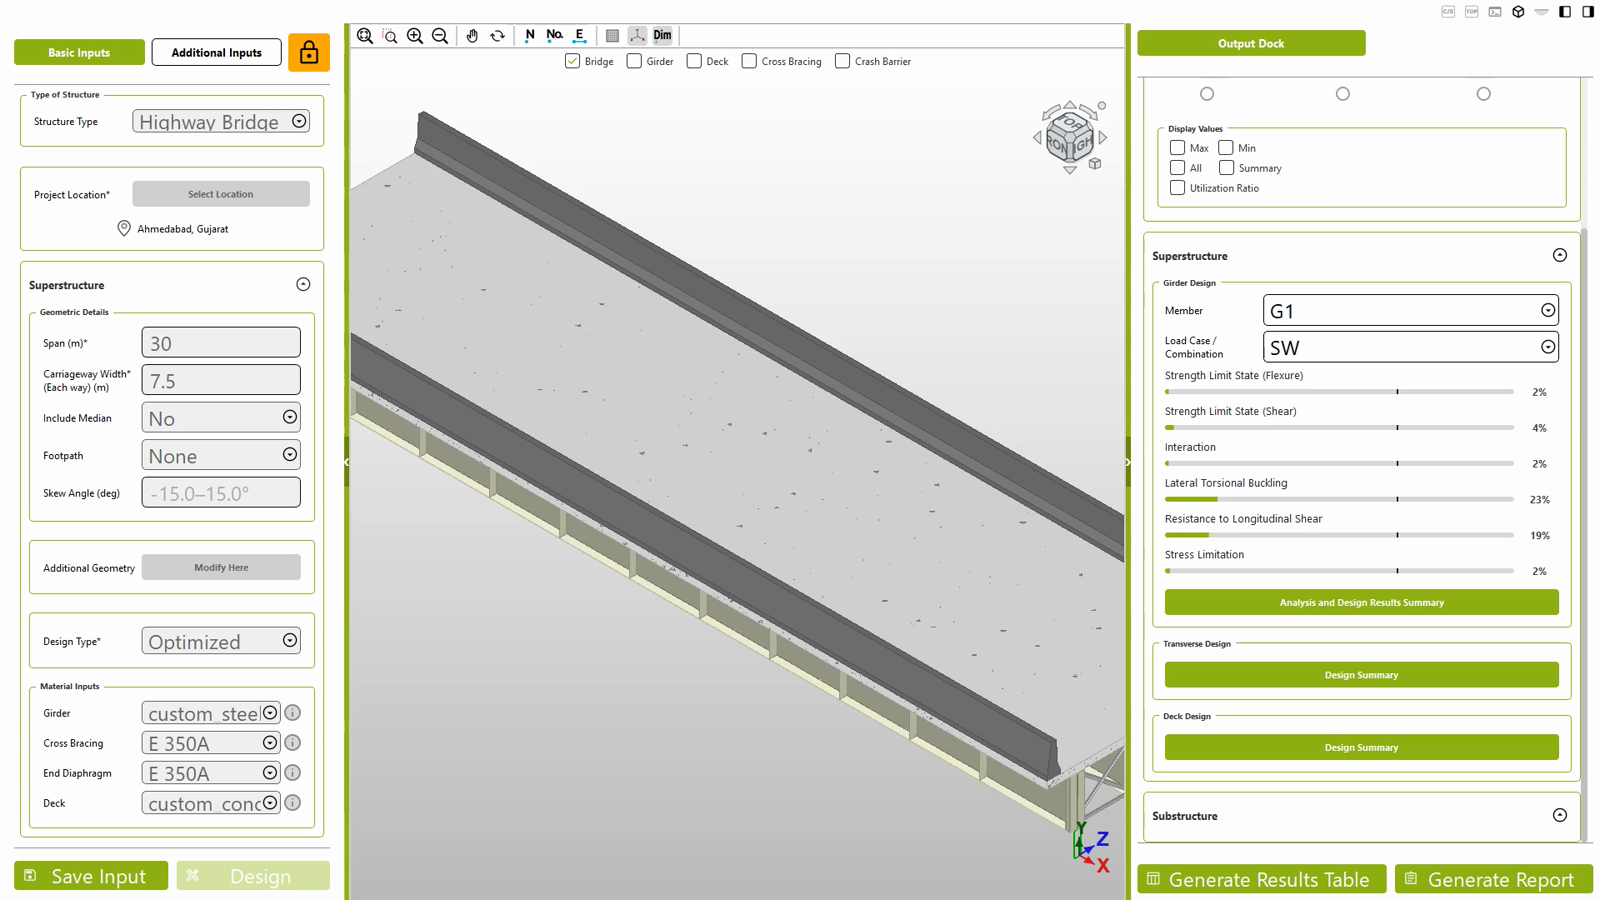 Basic Inputs
Additional Inputs
Type of Structure
Structure Type
Highway Bridge
Project Location*
Select Location
Ahmedabad, Gujarat
Superstructure
Geometric Details
Span (m)*
30
Carriageway Width*
(Each way) (m)
7.5
Include Median
No
Footpath
None
Skew Angle (deg)
-15.0–15.0°
Additional Geometry
Modify Here
Design Type*
Optimized
Material Inputs
Girder
custom_steel
Cross Bracing
E 350A
End Diaphragm
E 350A
Deck
custom_conc
Save Input
Design
N
No.
E
Dim
Bridge
Girder
Deck
Cross Bracing
Crash Barrier
TOP
Y
Z
X
C/S
TOP
Output Dock
Display Values
Max
Min
All
Summary
Utilization Ratio
Superstructure
Girder Design
Member
G1
Load Case /
Combination
SW
Strength Limit State (Flexure)
2%
Strength Limit State (Shear)
4%
Interaction
2%
Lateral Torsional Buckling
23%
Resistance to Longitudinal Shear
19%
Stress Limitation
2%
Analysis and Design Results Summary
Transverse Design
Design Summary
Deck Design
Design Summary
Substructure
Generate Results Table
Generate Report